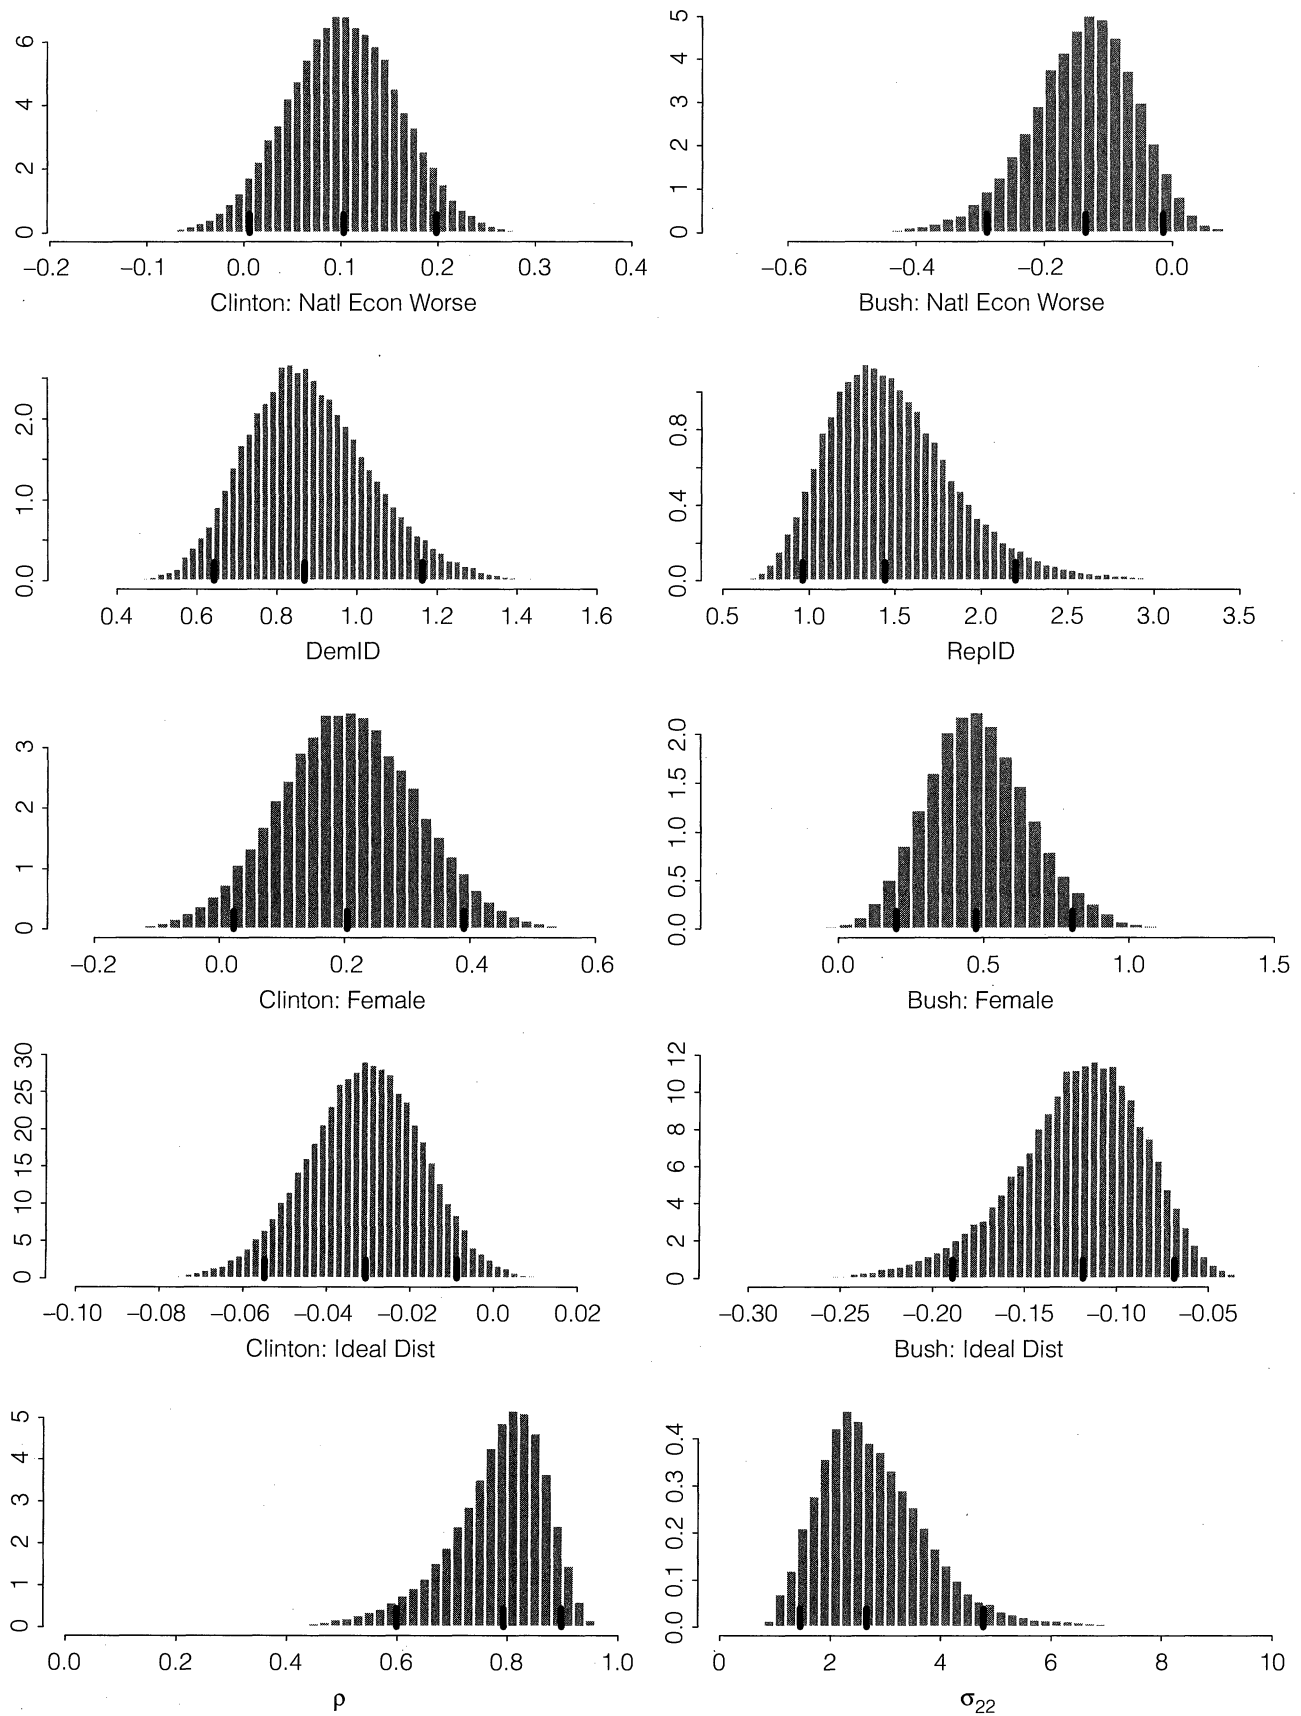 0 2 4 6
−0.2 −0.1 0.0 0.1 0.2 0.3 0.4
Clinton: Natl Econ Worse
0 1 2 3 4 5
−0.6 −0.4 −0.2 0.0
Bush: Natl Econ Worse
0.0 1.0 2.0
0.4 0.6 0.8 1.0 1.2 1.4 1.6
DemID
0.0 0.4 0.8
0.5 1.0 1.5 2.0 2.5 3.0 3.5
RepID
0 1 2 3
−0.2 0.0 0.2 0.4 0.6
Clinton: Female
0.0 0.5 1.0 1.5 2.0
0.0 0.5 1.0 1.5
Bush: Female
0 5 10 15 20 25 30
−0.10 −0.08 −0.06 −0.04 −0.02 0.0 0.02
Clinton: Ideal Dist
0 2 4 6 8 10 12
−0.30 −0.25 −0.20 −0.15 −0.10 −0.05
Bush: Ideal Dist
0 1 2 3 4 5
0.0 0.2 0.4 0.6 0.8 1.0
ρ
0.0 0.1 0.2 0.3 0.4
0 2 4 6 8 10
σ22